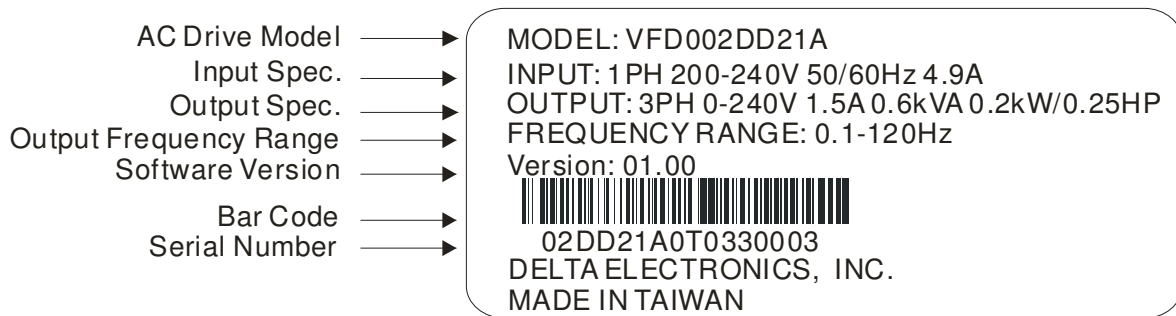 AC Drive Model
Input Spec.
Output Spec.
Output Frequency Range
Software Version
Bar Code
Serial Number
MODEL: VFD002DD21A
INPUT: 1PH 200-240V 50/60Hz 4.9A
OUTPUT: 3PH 0-240V 1.5A 0.6kVA 0.2kW/0.25HP
FREQUENCY RANGE: 0.1-120Hz
Version: 01.00
02DD21A0T0330003
DELTA ELECTRONICS, INC.
MADE IN TAIWAN